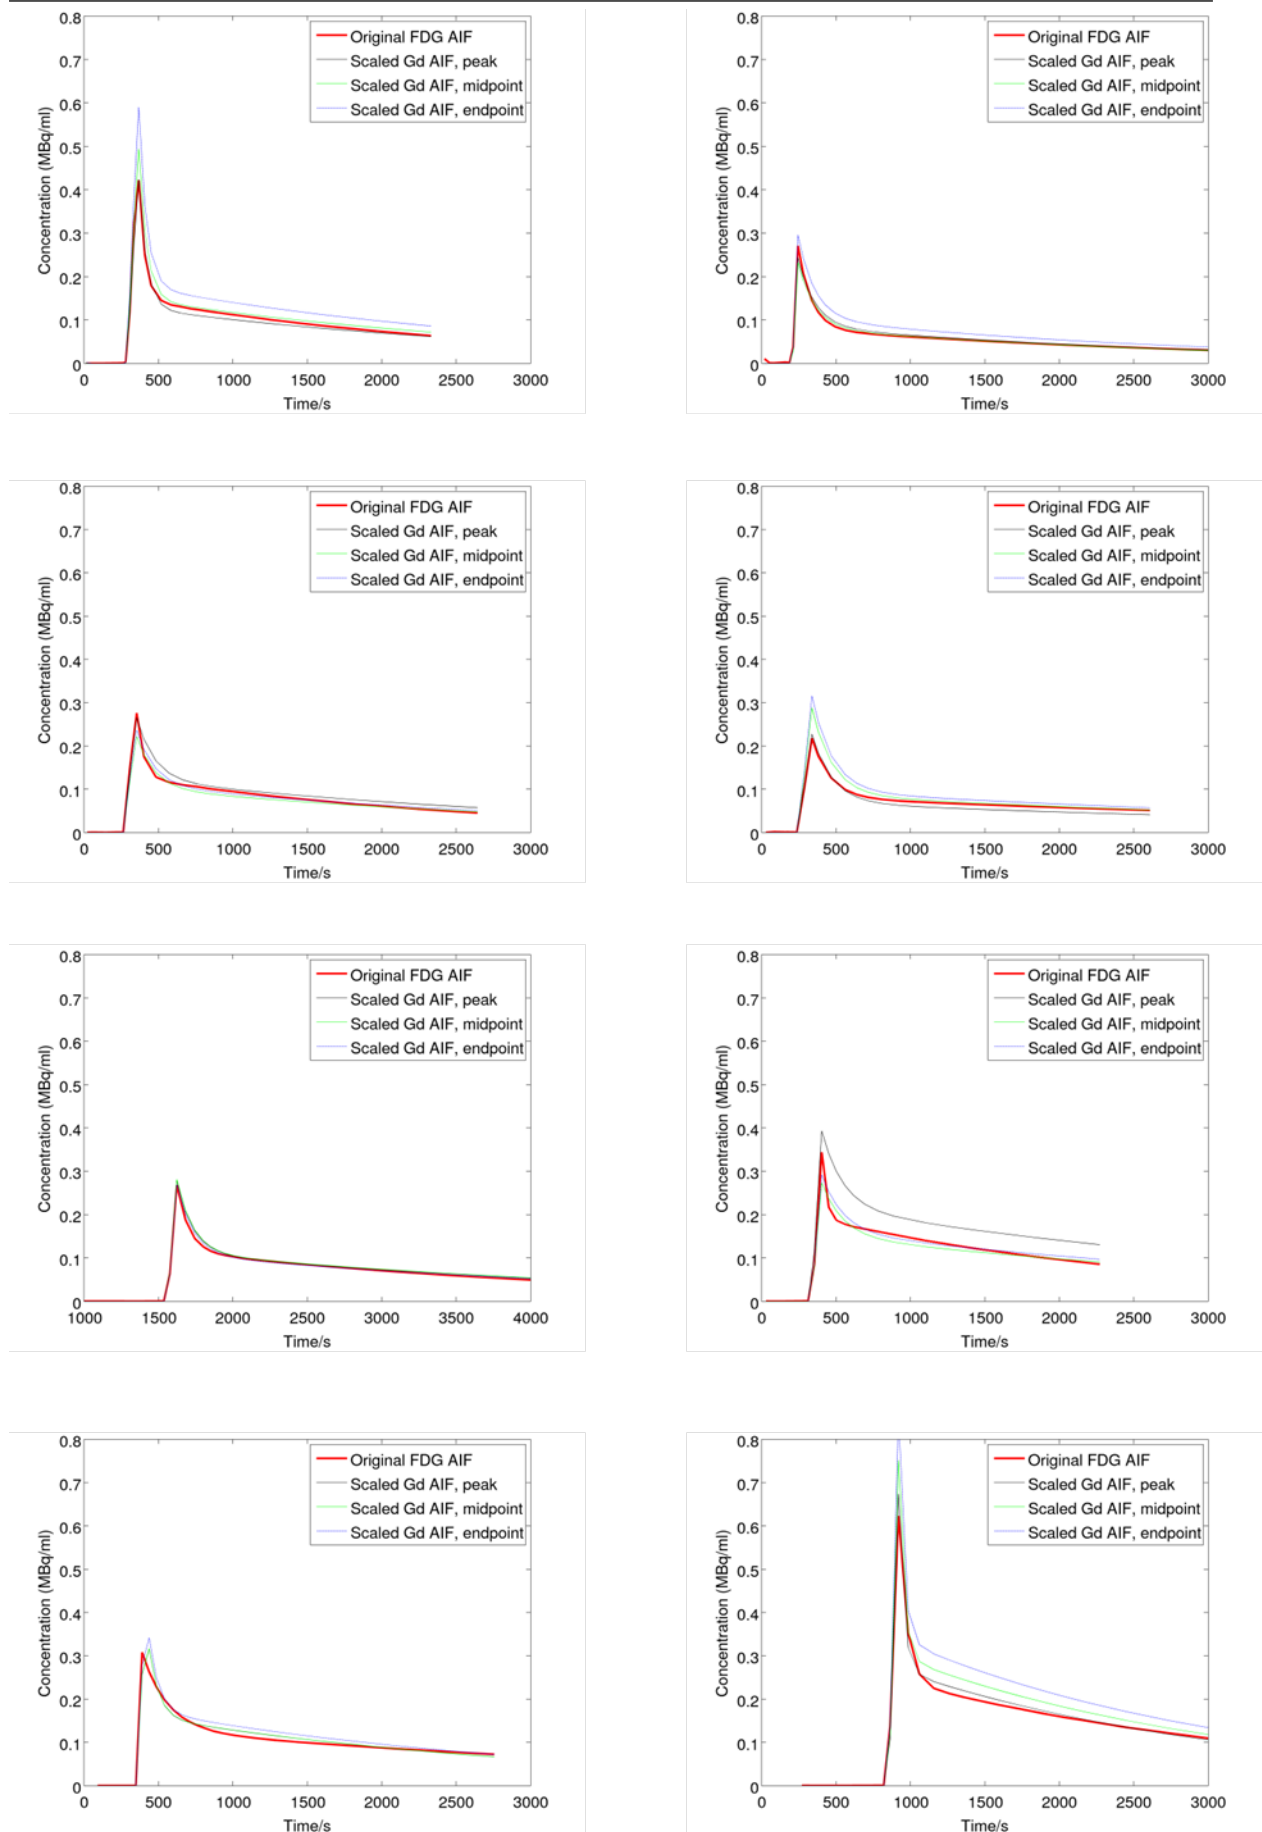 0.8
0.7
0.6
0.5
0.4
0.3
0.2
0.1
0
Concentration (MBq/ml)
Original FDG AIF
Scaled Gd AIF, peak
Scaled Gd AIF, midpoint
Scaled Gd AIF, endpoint
0 500 1000 1500 2000 2500 3000
Time/s
0.8
0.7
0.6
0.5
0.4
0.3
0.2
0.1
0
Concentration (MBq/ml)
Original FDG AIF
Scaled Gd AIF, peak
Scaled Gd AIF, midpoint
Scaled Gd AIF, endpoint
0 500 1000 1500 2000 2500 3000
Time/s
0.8
0.7
0.6
0.5
0.4
0.3
0.2
0.1
0
Concentration (MBq/ml)
Original FDG AIF
Scaled Gd AIF, peak
Scaled Gd AIF, midpoint
Scaled Gd AIF, endpoint
0 500 1000 1500 2000 2500 3000
Time/s
0.8
0.7
0.6
0.5
0.4
0.3
0.2
0.1
0
Concentration (MBq/ml)
Original FDG AIF
Scaled Gd AIF, peak
Scaled Gd AIF, midpoint
Scaled Gd AIF, endpoint
0 500 1000 1500 2000 2500 3000
Time/s
0.8
0.7
0.6
0.5
0.4
0.3
0.2
0.1
0
Concentration (MBq/ml)
Original FDG AIF
Scaled Gd AIF, peak
Scaled Gd AIF, midpoint
Scaled Gd AIF, endpoint
1000 1500 2000 2500 3000 3500 4000
Time/s
0.8
0.7
0.6
0.5
0.4
0.3
0.2
0.1
0
Concentration (MBq/ml)
Original FDG AIF
Scaled Gd AIF, peak
Scaled Gd AIF, midpoint
Scaled Gd AIF, endpoint
0 500 1000 1500 2000 2500 3000
Time/s
0.8
0.7
0.6
0.5
0.4
0.3
0.2
0.1
0
Concentration (MBq/ml)
Original FDG AIF
Scaled Gd AIF, peak
Scaled Gd AIF, midpoint
Scaled Gd AIF, endpoint
0 500 1000 1500 2000 2500 3000
Time/s
0.8
0.7
0.6
0.5
0.4
0.3
0.2
0.1
0
Concentration (MBq/ml)
Original FDG AIF
Scaled Gd AIF, peak
Scaled Gd AIF, midpoint
Scaled Gd AIF, endpoint
0 500 1000 1500 2000 2500 3000
Time/s